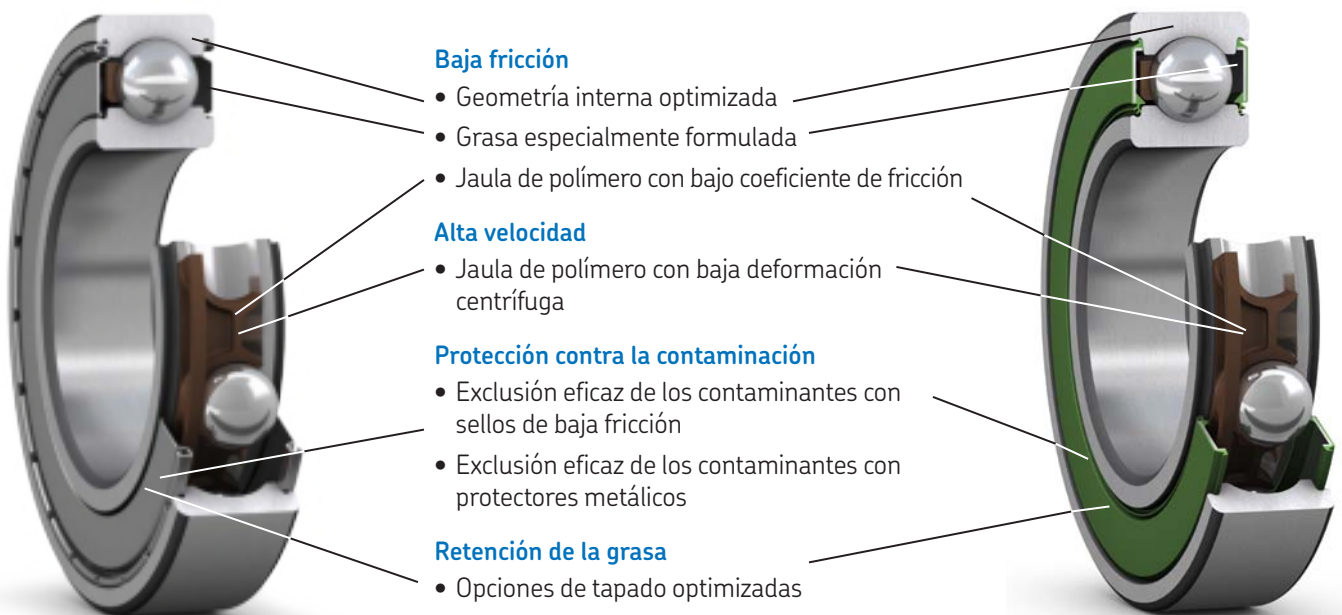 Baja fricción
• Geometría interna optimizada
• Grasa especialmente formulada
• Jaula de polímero con bajo coeficiente de fricción
Alta velocidad
• Jaula de polímero con baja deformación
centrífuga
Protección contra la contaminación
• Exclusión eficaz de los contaminantes con
sellos de baja fricción
• Exclusión eficaz de los contaminantes con
protectores metálicos
Retención de la grasa
• Opciones de tapado optimizadas